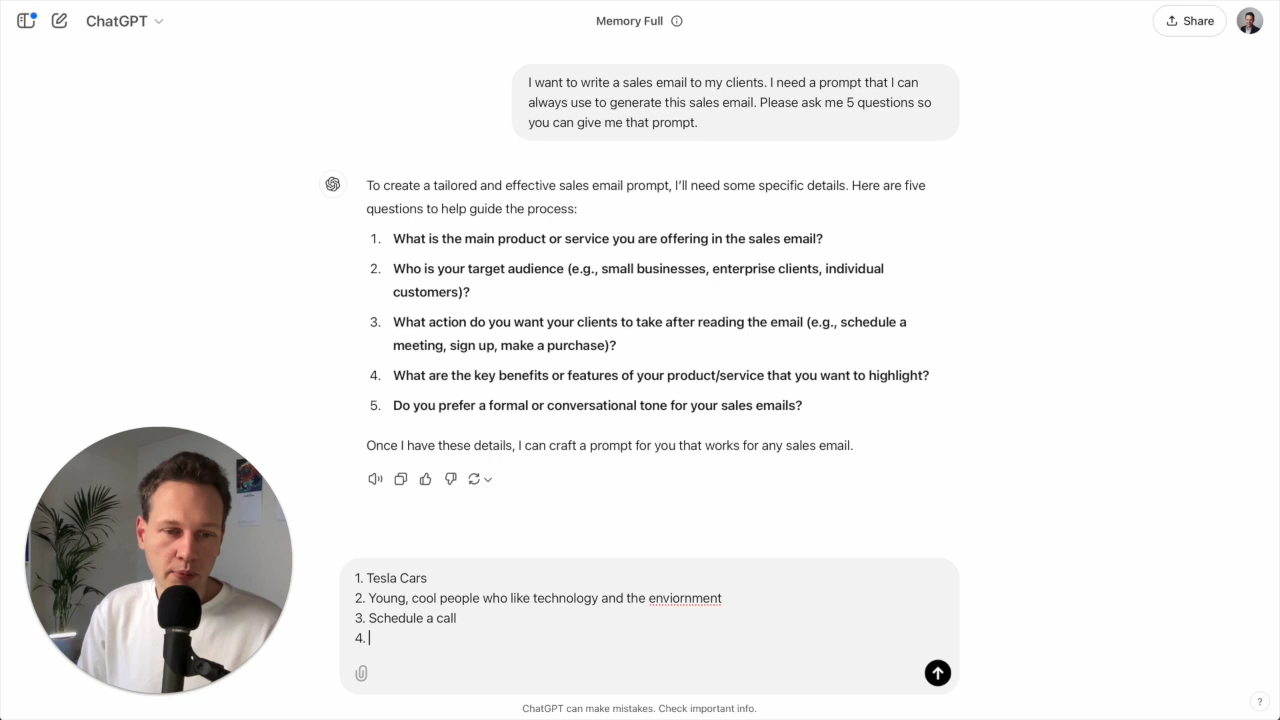 ChatGPT
Memory Full
Share
I want to write a sales email to my clients. I need a prompt that I can
always use to generate this sales email. Please ask me 5 questions so
you can give me that prompt.
To create a tailored and effective sales email prompt, I'll need some specific details. Here are five
questions to help guide the process:
1. What is the main product or service you are offering in the sales email?
2. Who is your target audience (e.g., small businesses, enterprise clients, individual
customers)?
3. What action do you want your clients to take after reading the email (e.g., schedule a
meeting, sign up, make a purchase)?
4. What are the key benefits or features of your product/service that you want to highlight?
5. Do you prefer a formal or conversational tone for your sales emails?
Once I have these details, I can craft a prompt for you that works for any sales email.
1. Tesla Cars
2. Young, cool people who like technology and the enviornment
3. Schedule a call
4.
ChatGPT can make mistakes. Check important info.
?